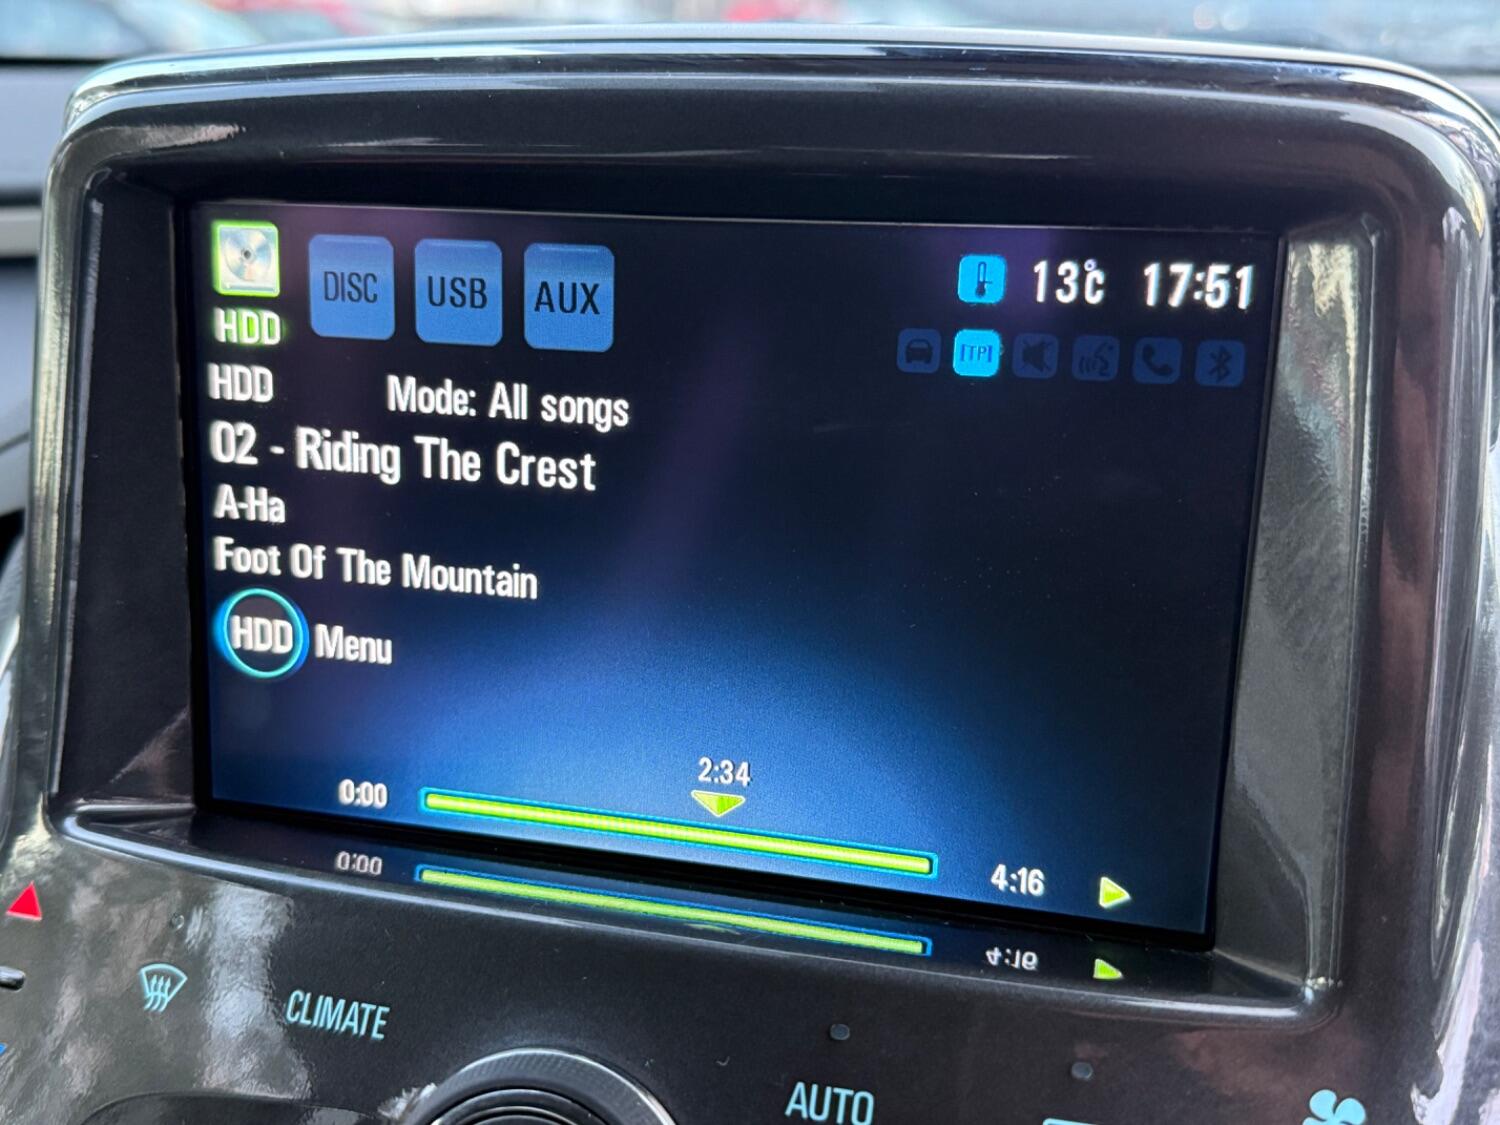 DISC USB AUX
13°C 17:51
HDD
[TP]
HDD Mode: All songs
02 - Riding The Crest
A-Ha
Foot Of The Mountain
HDD Menu
2:34
0:00 4:16
0:00 4:16
CLIMATE
AUTO